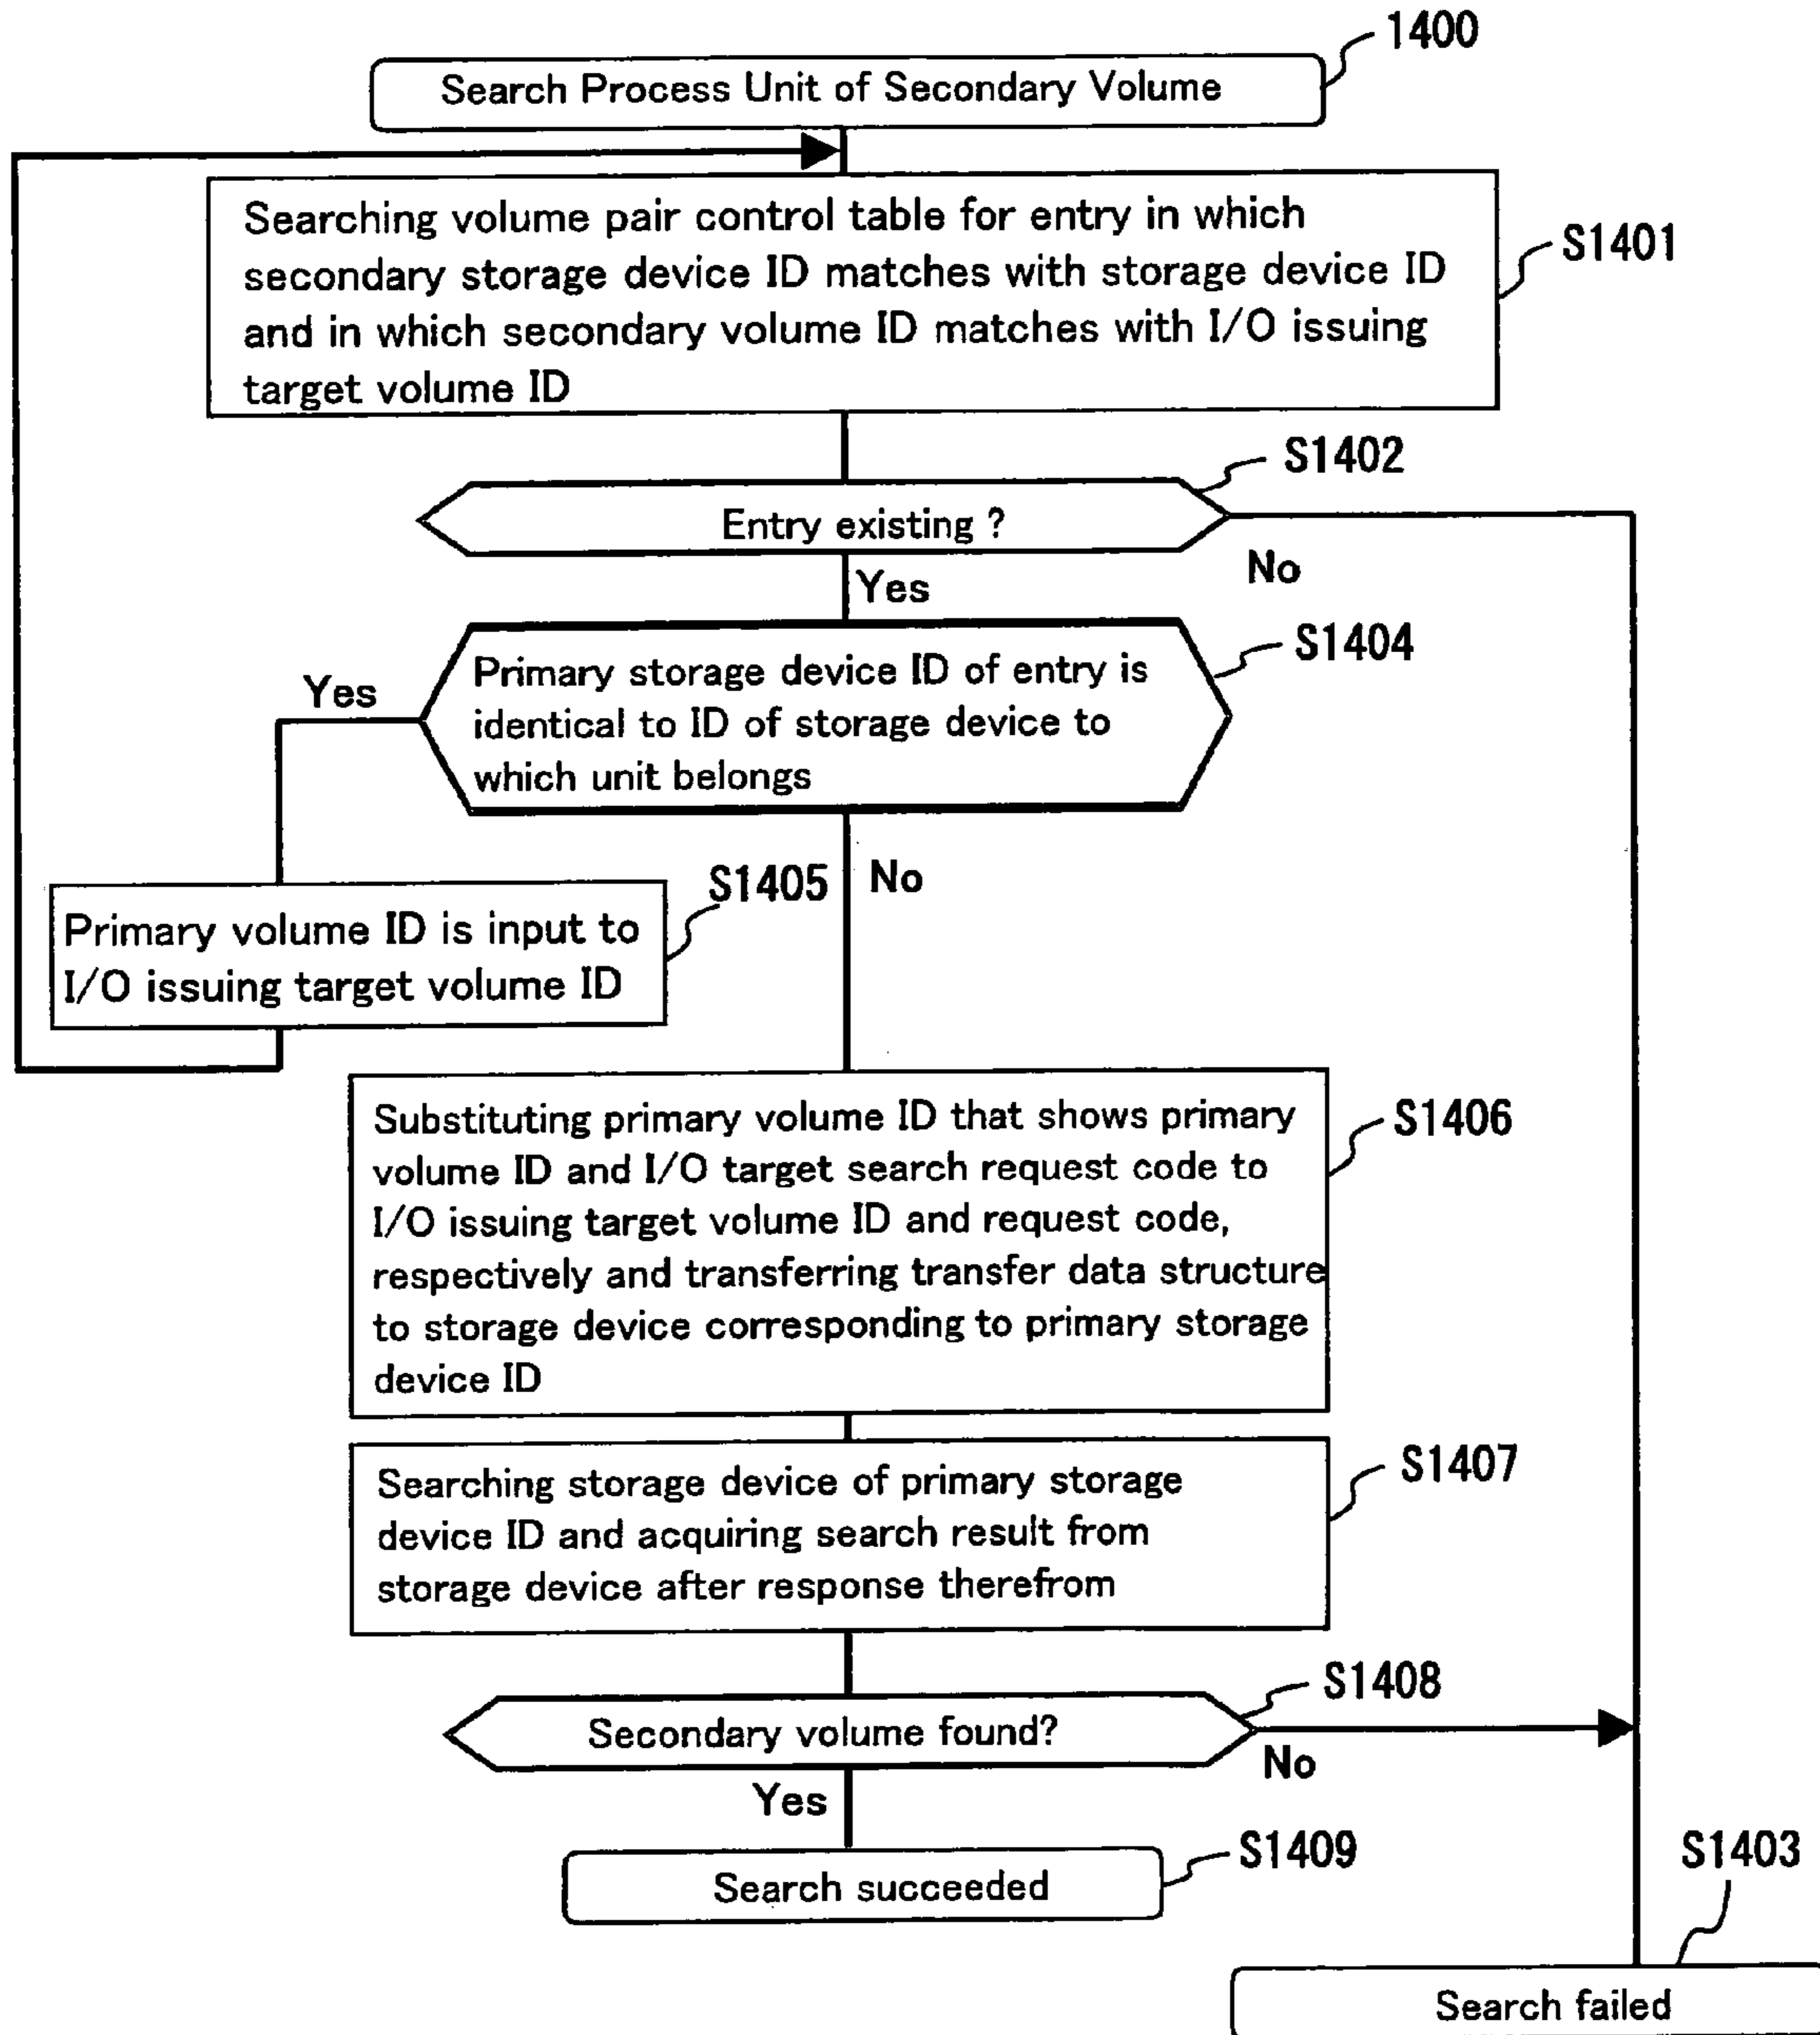 1400
Search Process Unit of Secondary Volume
Searching volume pair control table for entry in which
secondary storage device ID matches with storage device ID
and in which secondary volume ID matches with I/O issuing
target volume ID
S1401
S1402
Entry existing ?
No
Yes
S1404
Primary storage device ID of entry is
identical to ID of storage device to
which unit belongs
Yes
No
S1405
Primary volume ID is input to
I/O issuing target volume ID
Substituting primary volume ID that shows primary
volume ID and I/O target search request code to
I/O issuing target volume ID and request code,
respectively and transferring transfer data structure
to storage device corresponding to primary storage
device ID
S1406
Searching storage device of primary storage
device ID and acquiring search result from
storage device after response therefrom
S1407
S1408
Secondary volume found?
No
Yes
S1409
Search succeeded
S1403
Search failed